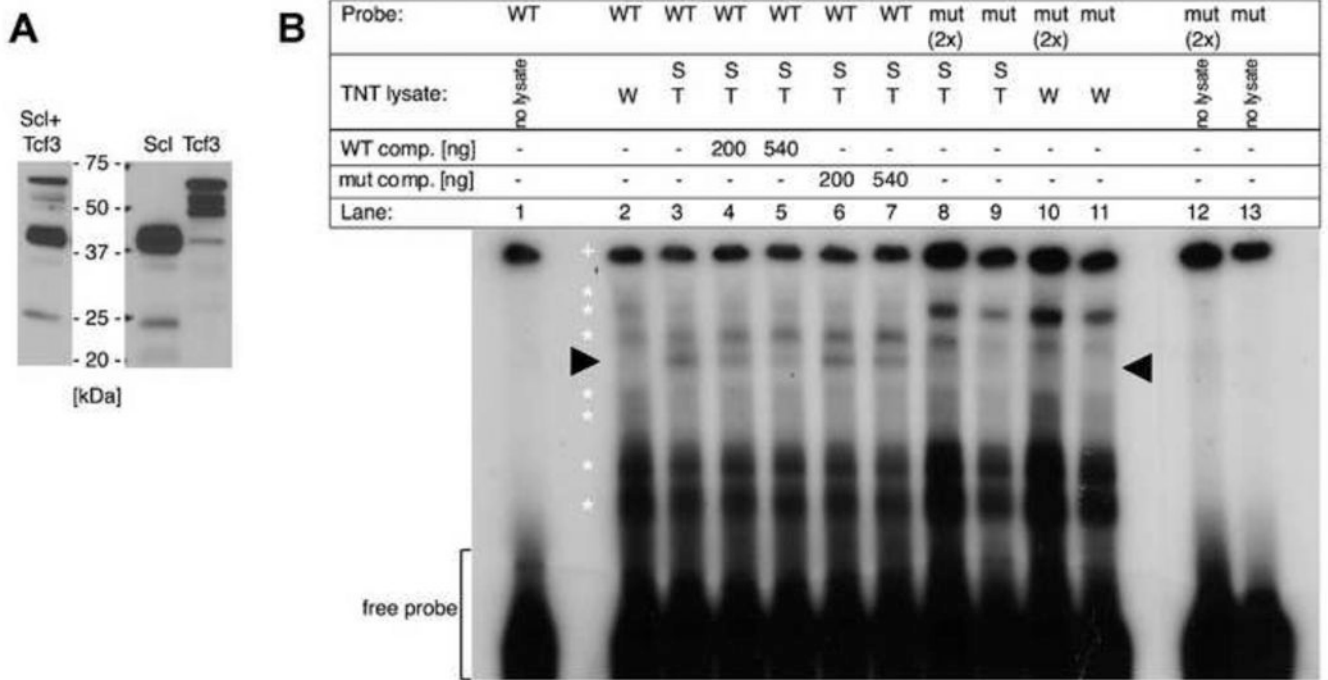 A
Scl+
Tcf3
Scl Tcf3
- 75 -
- 50 -
- 37 -
- 25 -
- 20 -
[kDa]
B
Probe: WT WT WT WT WT WT WT mut mut mut mut mut mut
(2x) (2x) (2x)
TNT lysate: no lysate W S T S T S T S T S T S T S T W W no lysate no lysate
WT comp. [ng] - - - 200 540 - - - - - - - -
mut comp. [ng] - - - - - 200 540 - - - - - -
Lane: 1 2 3 4 5 6 7 8 9 10 11 12 13
+
*
*
*
*
*
*
*
free probe